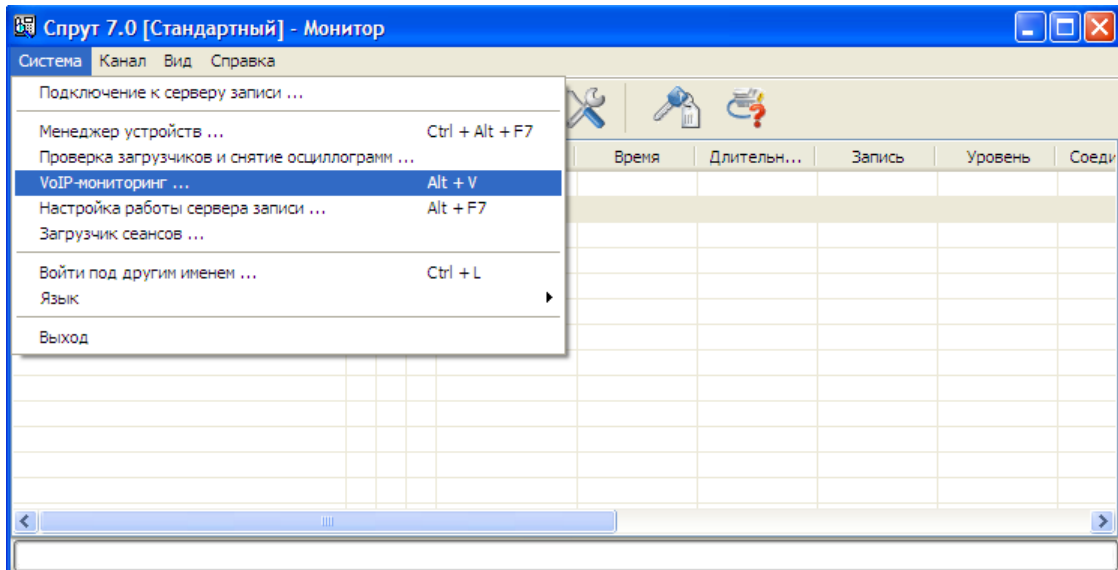 Спрут 7.0 [Стандартный] - Монитор
Система Канал Вид Справка
Подключение к серверу записи ...
Менеджер устройств ... Ctrl + Alt + F7
Проверка загрузчиков и снятие осциллограмм ...
Время Длительн... Запись Уровень Соеди
VoIP-мониторинг ... Alt + V
Настройка работы сервера записи ... Alt + F7
Загрузчик сеансов ...
Войти под другим именем ... Ctrl + L
Язык
Выход